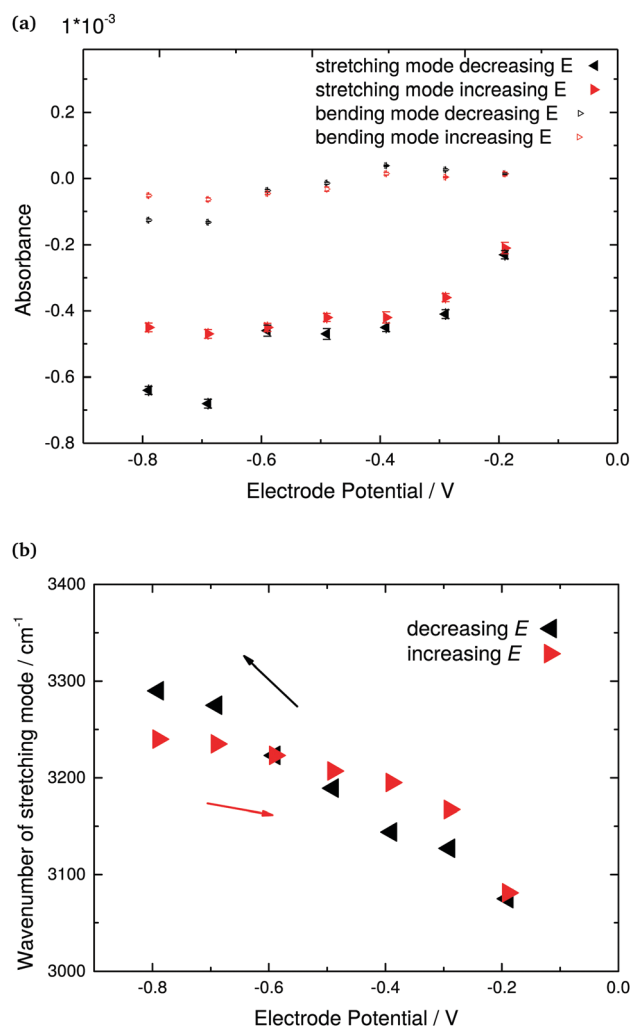 (a)
1*10⁻³
stretching mode decreasing E
stretching mode increasing E
bending mode decreasing E
bending mode increasing E
0.2
0.0
-0.2
-0.4
-0.6
-0.8
Absorbance
-0.8 -0.6 -0.4 -0.2 0.0
Electrode Potential / V
(b)
3400
3300
3200
3100
3000
decreasing E
increasing E
Wavenumber of stretching mode / cm⁻¹
-0.8 -0.6 -0.4 -0.2 0.0
Electrode Potential / V